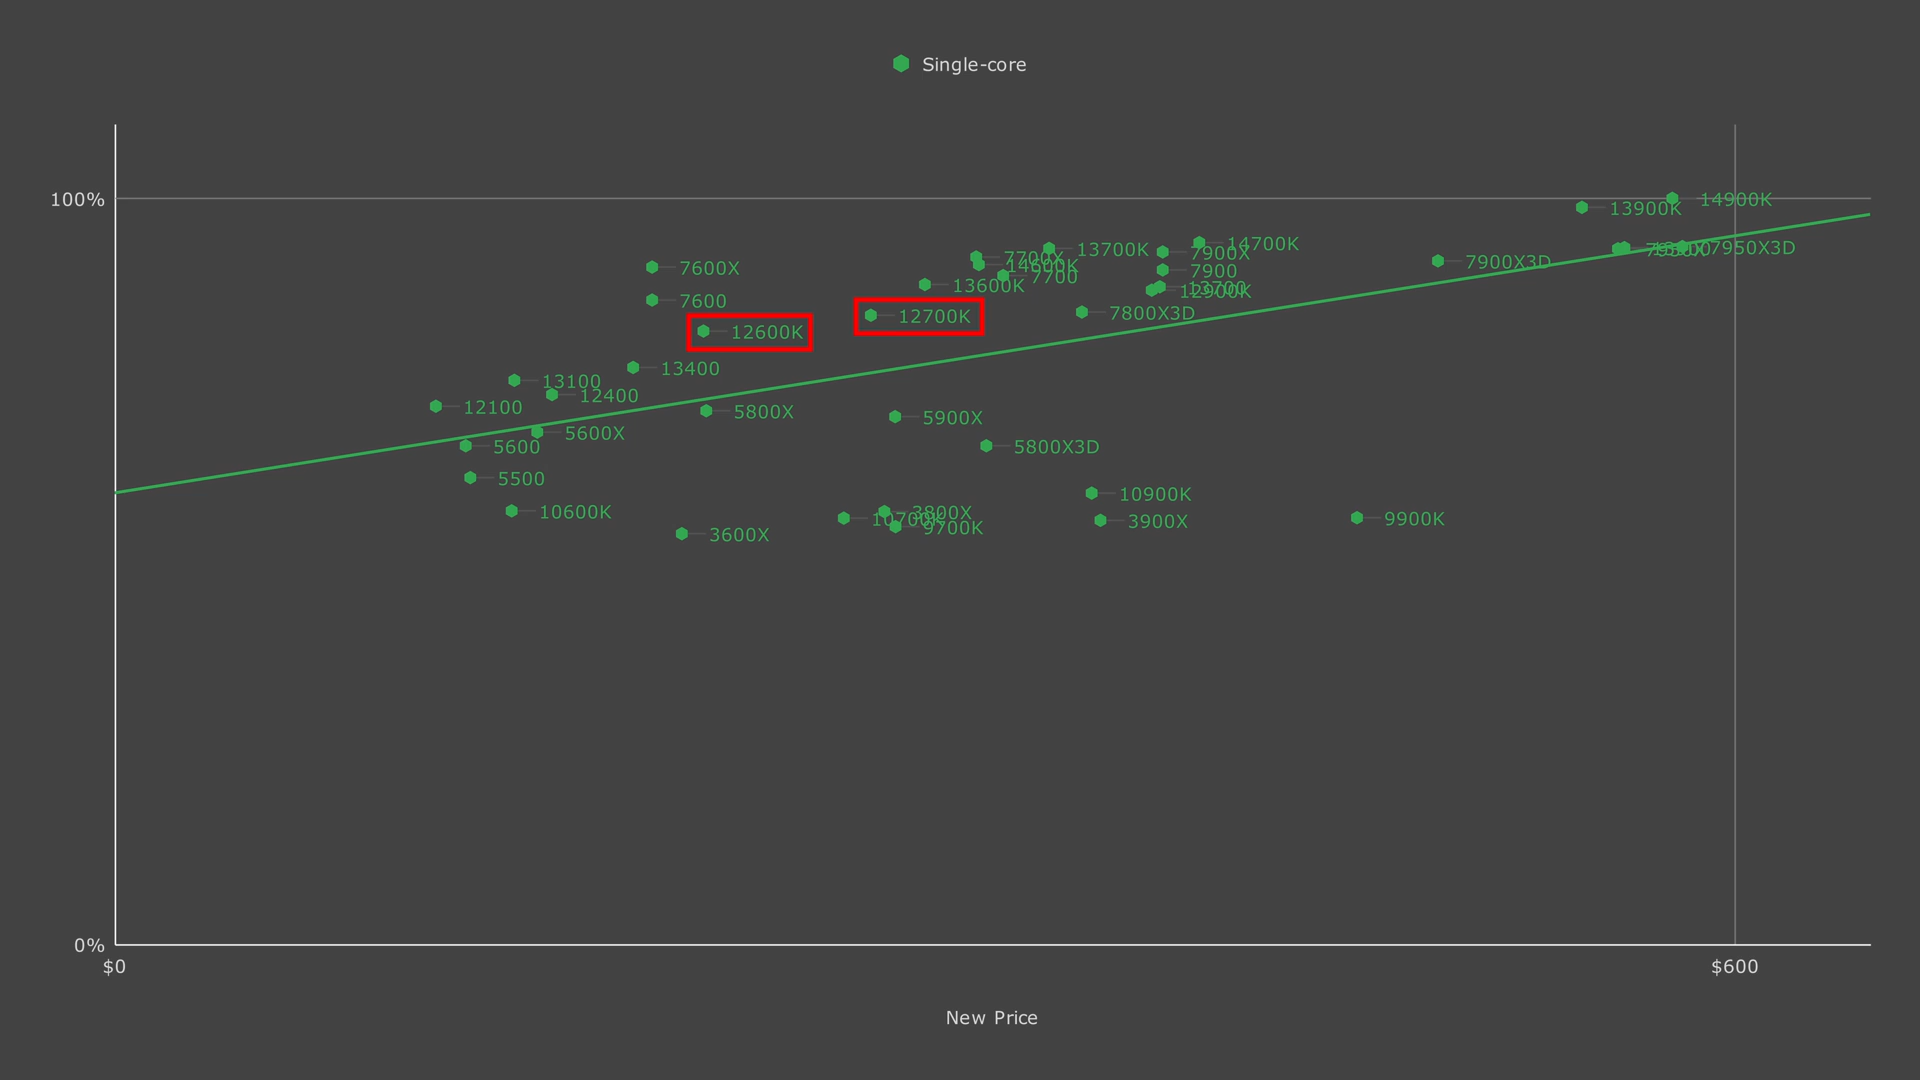 Single-core
100%
14900K
13900K
14700K
7950X3D
13700K
7900X
7700X
7900X3D
14600K
7600X
7900
7700
13600K
13700
12900K
7600
7800X3D
12700K
12600K
13400
13100
12400
12100
5800X
5900X
5600X
5600
5800X3D
5500
10900K
10600K
3800X
10700K
9900K
3900X
9700K
3600X
0%
$0
$600
New Price